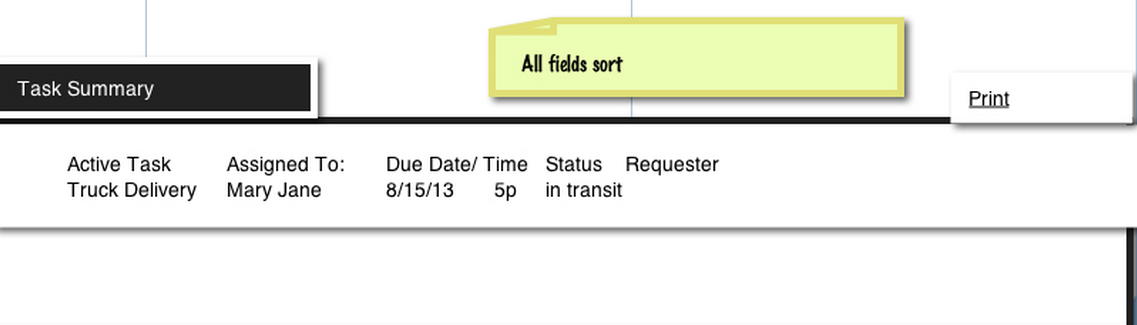 All fields sort
Task Summary
Print
Active Task Assigned To: Due Date/ Time Status Requester
Truck Delivery Mary Jane 8/15/13 5p in transit